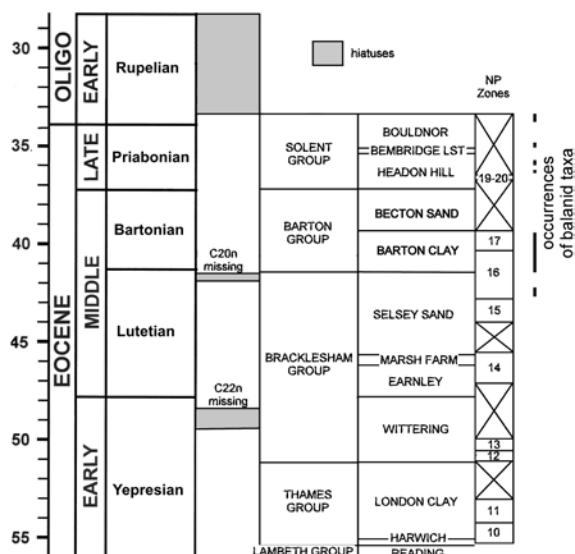 hiatuses
NP
Zones
30
35
40
45
50
55
OLIGO
EOCENE
EARLY
LATE
MIDDLE
EARLY
Rupelian
Priabonian
Bartonian
Lutetian
Yepresian
C20n
missing
C22n
missing
SOLENT
GROUP
BARTON
GROUP
BRACKLESHAM
GROUP
THAMES
GROUP
LAMBETH GROUP
BOULDNOR
BEMBRIDGE LST
HEADON HILL
BECTON SAND
BARTON CLAY
SELSEY SAND
MARSH FARM
EARNLEY
WITTERING
LONDON CLAY
HARWICH
READING
19-20
17
16
15
14
13
12
11
10
occurrences
of balanid taxa